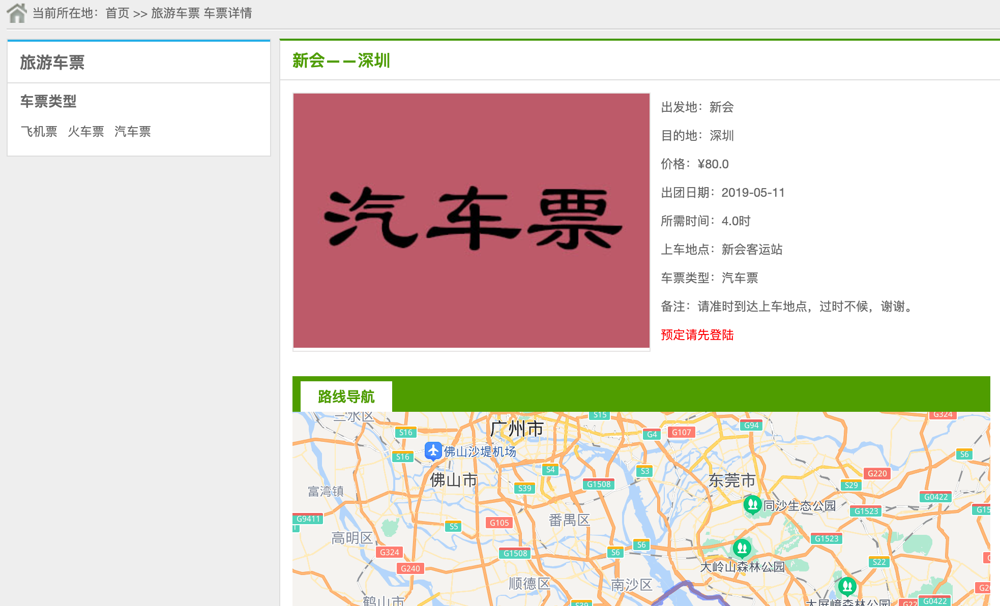 当前所在地：首页 >> 旅游车票 车票详情
旅游车票
车票类型
飞机票 火车票 汽车票
新会——深圳
汽车票
出发地：新会
目的地：深圳
价格：¥80.0
出团日期：2019-05-11
所需时间：4.0时
上车地点：新会客运站
车票类型：汽车票
备注：请准时到达上车地点，过时不候，谢谢。
预定请先登陆
路线导航
三水区
S15
G324
广州市
S16
G4
G107
G94
佛山沙堤机场
S16
S6
S4
S3
G220
佛山市
东莞市
S39
G1508
S29
富湾镇
G0422
同沙生态公园
G1523
G15
G9411
番禺区
G105
S5
高明区
G1523
S6
G324
G1508
S6
大岭山森林公园
S22
G240
顺德区
南沙区
鹤山市
大屏嶂森林公园
G22
G0422
S39